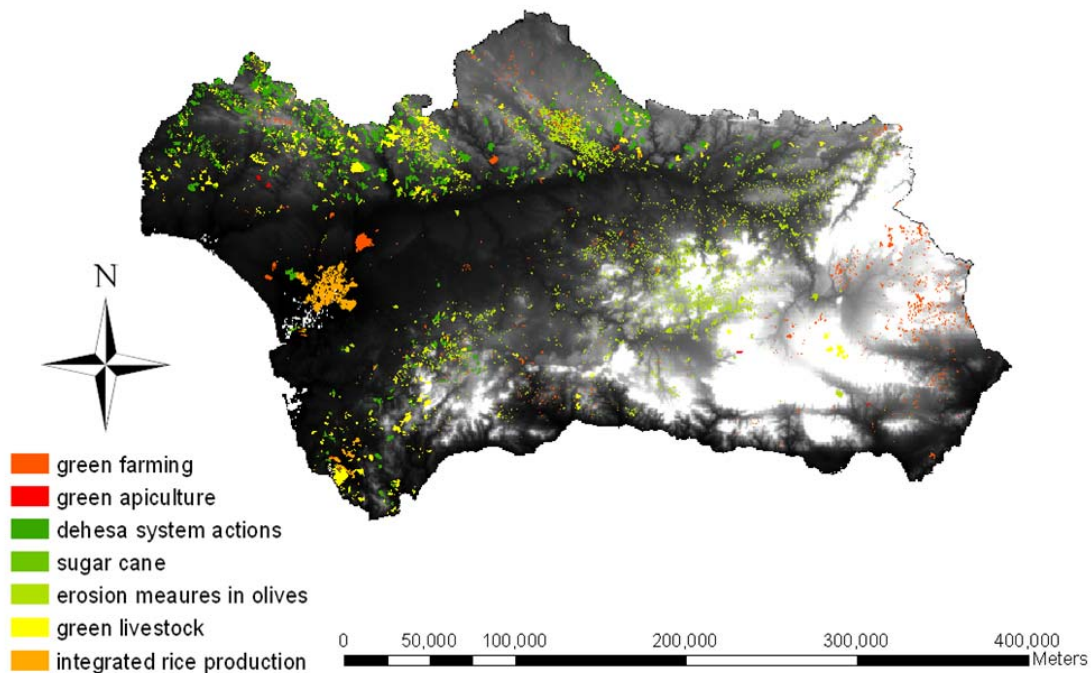 N
green farming
green apiculture
dehesa system actions
sugar cane
erosion meaures in olives
green livestock
integrated rice production
0 50,000 100,000 200,000 300,000 400,000
Meters